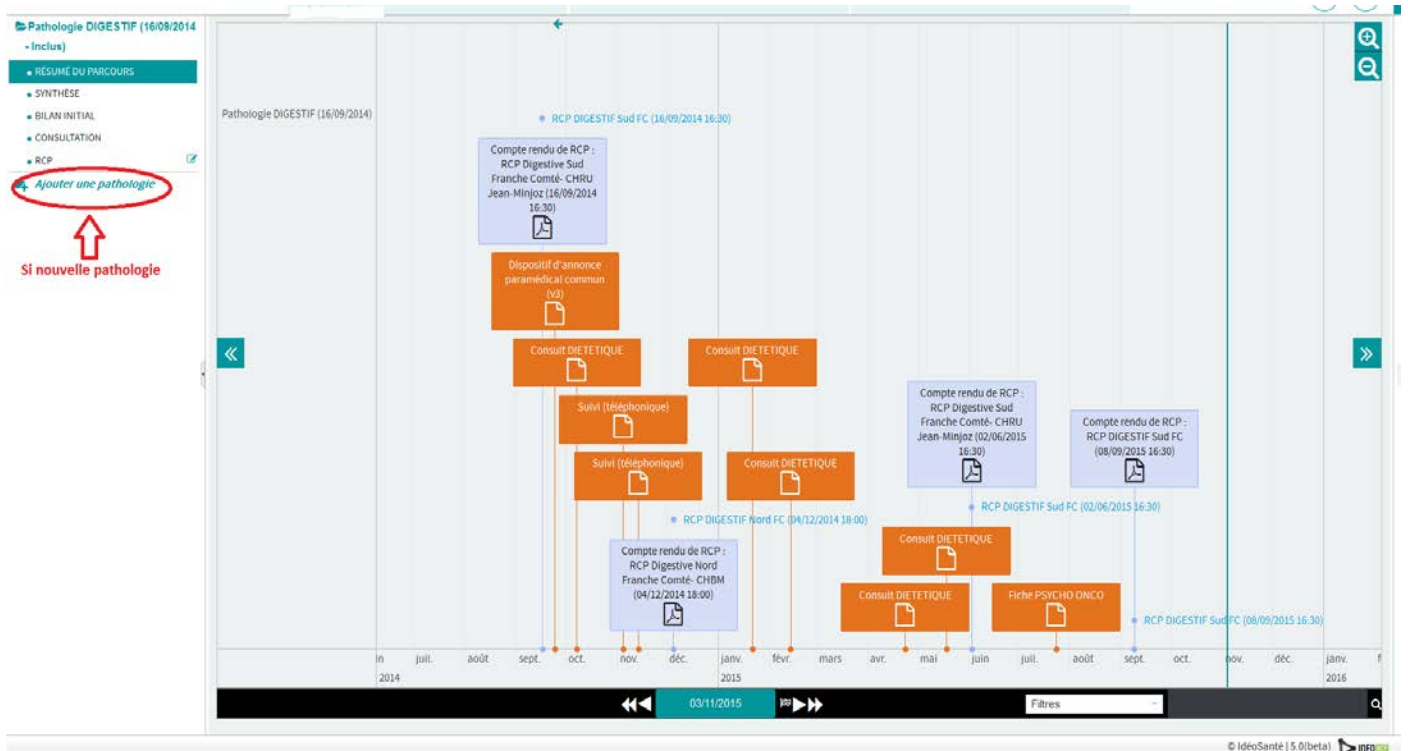 Pathologie DIGESTIF (16/09/2014
- Inclus)
RÉSUMÉ DU PARCOURS
SYNTHÈSE
BILAN INITIAL
CONSULTATION
RCP
Ajouter une pathologie
Si nouvelle pathologie
Pathologie DIGESTIF (16/09/2014)
RCP DIGESTIF Sud FC (16/09/2014 16:30)
Compte rendu de RCP :
RCP Digestive Sud
Franche Comté- CHRU
Jean-Minjoz (16/09/2014
16:30)
Dispositif d'annonce
paramédical commun
(v3)
Consult DIETETIQUE
Consult DIETETIQUE
Suivi (téléphonique)
Suivi (téléphonique)
Consult DIETETIQUE
Compte rendu de RCP :
RCP Digestive Sud
Franche Comté- CHRU
Jean-Minjoz (02/06/2015
16:30)
Compte rendu de RCP :
RCP DIGESTIF Sud FC
(08/09/2015 16:30)
RCP DIGESTIF Sud FC (02/06/2015 16:30)
RCP DIGESTIF Nord FC (04/12/2014 18:00)
Compte rendu de RCP :
RCP Digestive Nord
Franche Comté- CHBM
(04/12/2014 18:00)
Consult DIETETIQUE
Consult DIETETIQUE
Fiche PSYCHO ONCO
RCP DIGESTIF Sud FC (08/09/2015 16:30)
in juil. août sept. oct. nov. déc. janv. févr. mars avr. mai juin juil. août sept. oct. nov. déc. janv. f
2014 2015 2016
03/11/2015
Filtres
© IdéoSanté | 5.0(beta)